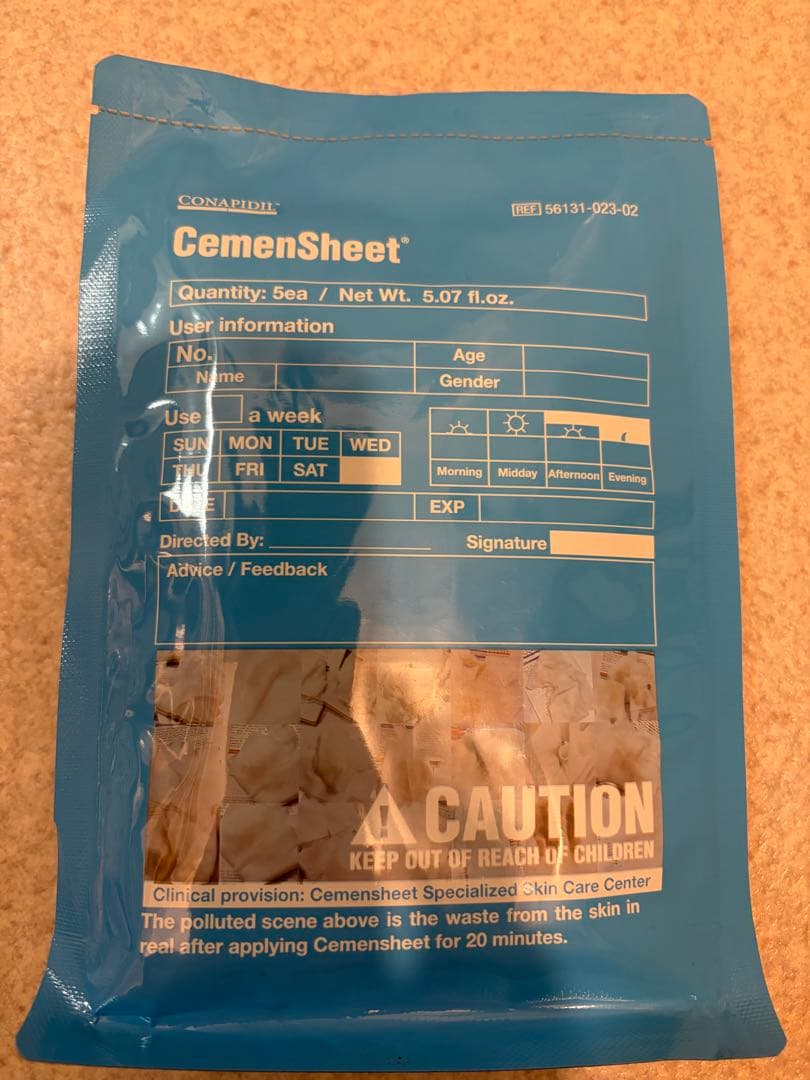 CONAPIDIL™
REF 56131-023-02
CemenSheet®
Quantity: 5ea / Net Wt. 5.07 fl.oz.
User information
No.
Age
Name
Gender
Use a week
SUN MON TUE WED
THU FRI SAT
Morning Midday Afternoon Evening
DATE
EXP
Directed By:
Signature
Advice / Feedback
CAUTION
KEEP OUT OF REACH OF CHILDREN
Clinical provision: Cemensheet Specialized Skin Care Center
The polluted scene above is the waste from the skin in
real after applying Cemensheet for 20 minutes.